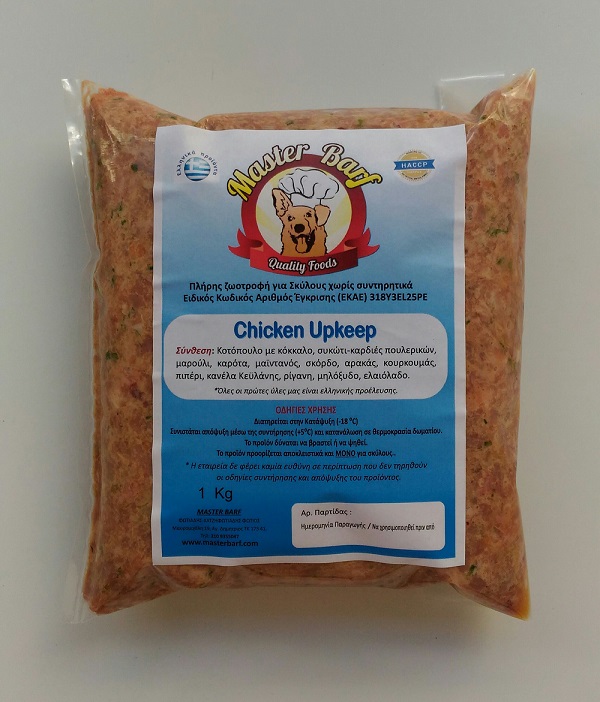 Ελληνικά προϊόντα
HACCP
Master Barf
Quality Foods
Πλήρης ζωοτροφή για Σκύλους χωρίς συντηρητικά
Ειδικός Κωδικός Αριθμός Έγκρισης (ΕΚΑΕ) 318Y3EL25PE
Chicken Upkeep
Σύνθεση: Κοτόπουλο με κόκκαλο, συκώτι-καρδιές πουλερικών,
μαρούλι, καρότα, μαϊντανός, σκόρδο, αρακάς, κουρκουμάς,
πιπέρι, κανέλα Κεϋλάνης, ρίγανη, μηλόξυδο, ελαιόλαδο.
*Όλες οι πρώτες ύλες μας είναι ελληνικής προέλευσης.
ΟΔΗΓΙΕΣ ΧΡΗΣΗΣ
Διατηρείται στην Κατάψυξη (-18 °C)
Συνιστάται απόψυξη μέσω της συντήρησης (+5°C) και κατανάλωση σε θερμοκρασία δωματίου.
Το προϊόν δύναται να βραστεί ή να ψηθεί.
Το προϊόν προορίζεται αποκλειστικά και ΜΟΝΟ για σκύλους..
* Η εταιρεία δε φέρει καμία ευθύνη σε περίπτωση που δεν τηρηθούν
οι οδηγίες συντήρησης και απόψυξης του προϊόντος.
1 Kg
MASTER BARF
www.masterbarf.com
Αρ. Παρτίδας :
Ημερομηνία Παραγωγής / Να χρησιμοποιηθεί πριν από